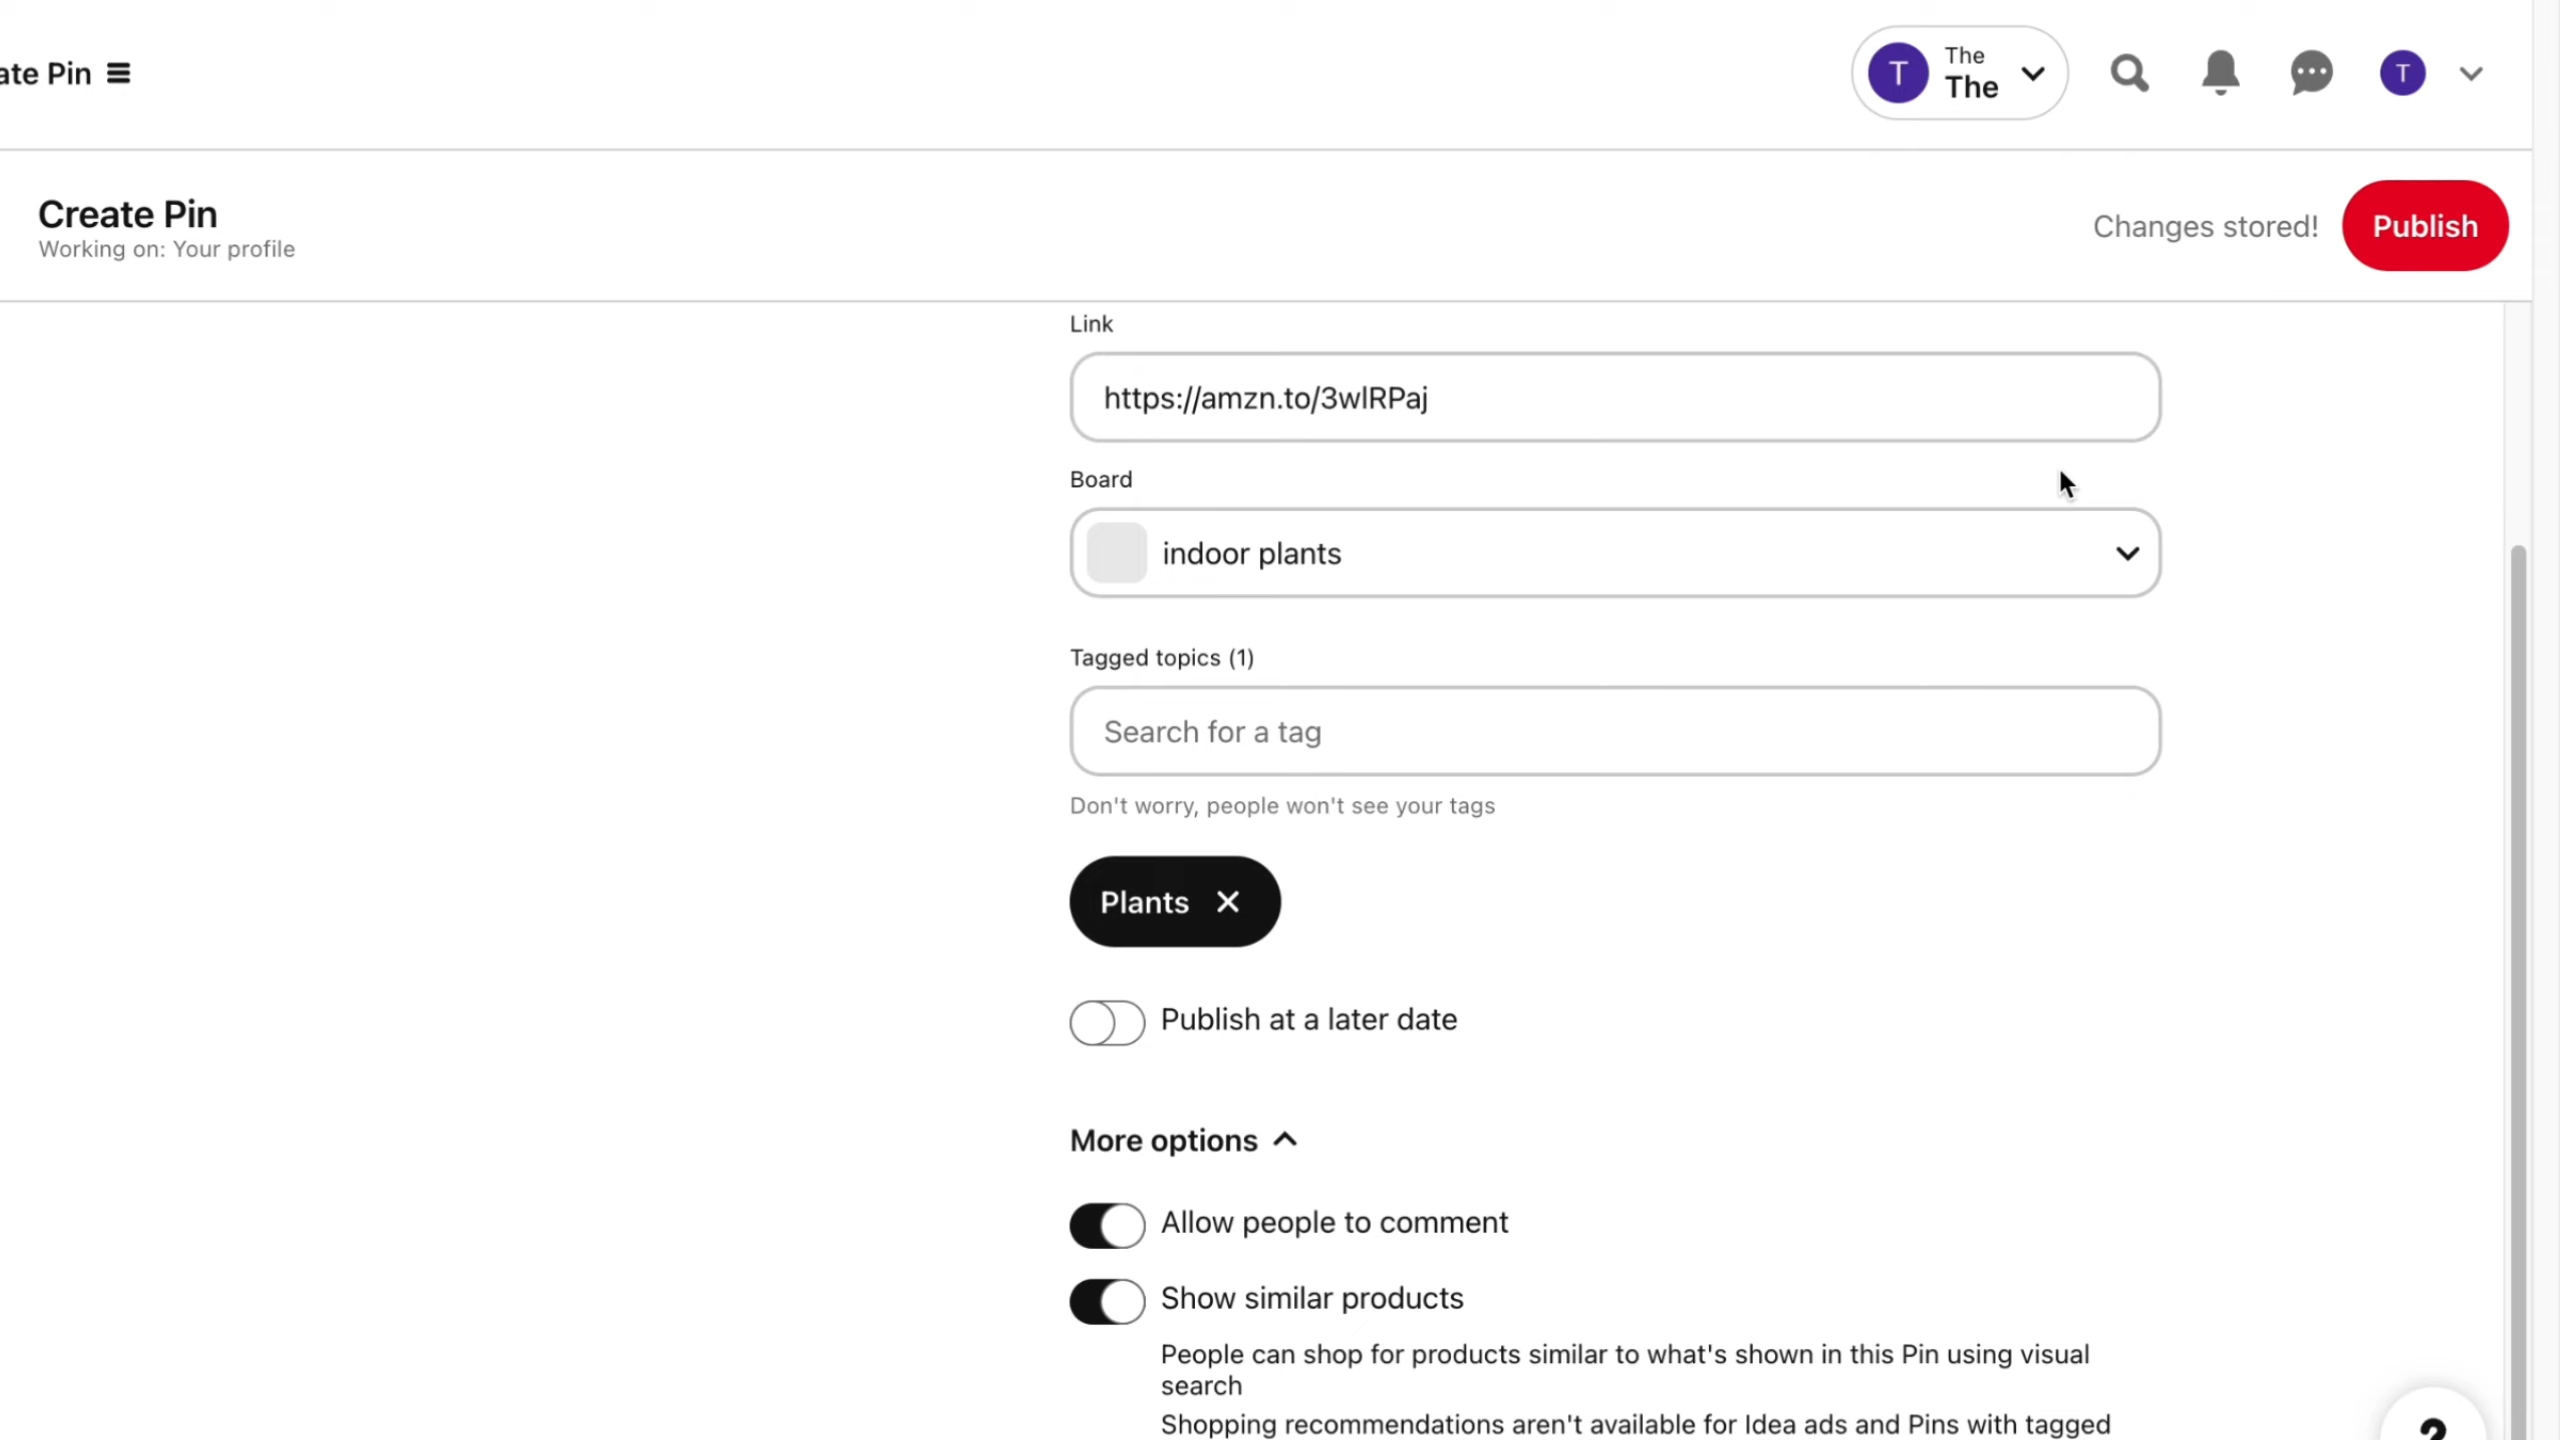 ate Pin
T
The
The
T
Create Pin
Working on: Your profile
Changes stored!
Publish
Link
https://amzn.to/3wlRPaj
Board
indoor plants
Tagged topics (1)
Search for a tag
Don't worry, people won't see your tags
Plants
Publish at a later date
More options
Allow people to comment
Show similar products
People can shop for products similar to what's shown in this Pin using visual
search
Shopping recommendations aren't available for Idea ads and Pins with tagged
?